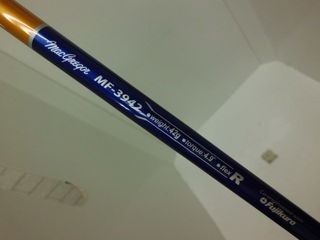 MacGregor MF-3942 •weight.42g •torque.4.9° •flex R
Fujikura